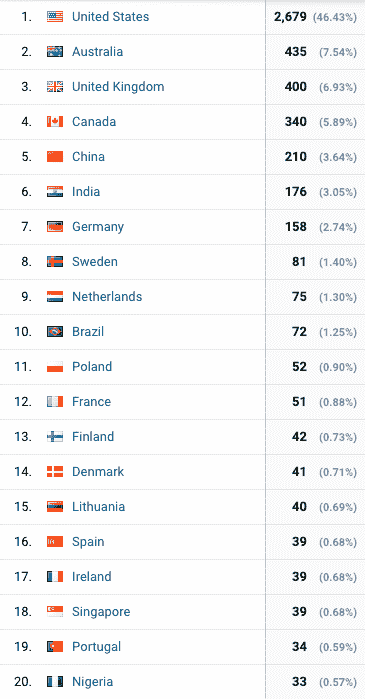 1. United States 2,679 (46.43%)
2. Australia 435 (7.54%)
3. United Kingdom 400 (6.93%)
4. Canada 340 (5.89%)
5. China 210 (3.64%)
6. India 176 (3.05%)
7. Germany 158 (2.74%)
8. Sweden 81 (1.40%)
9. Netherlands 75 (1.30%)
10. Brazil 72 (1.25%)
11. Poland 52 (0.90%)
12. France 51 (0.88%)
13. Finland 42 (0.73%)
14. Denmark 41 (0.71%)
15. Lithuania 40 (0.69%)
16. Spain 39 (0.68%)
17. Ireland 39 (0.68%)
18. Singapore 39 (0.68%)
19. Portugal 34 (0.59%)
20. Nigeria 33 (0.57%)